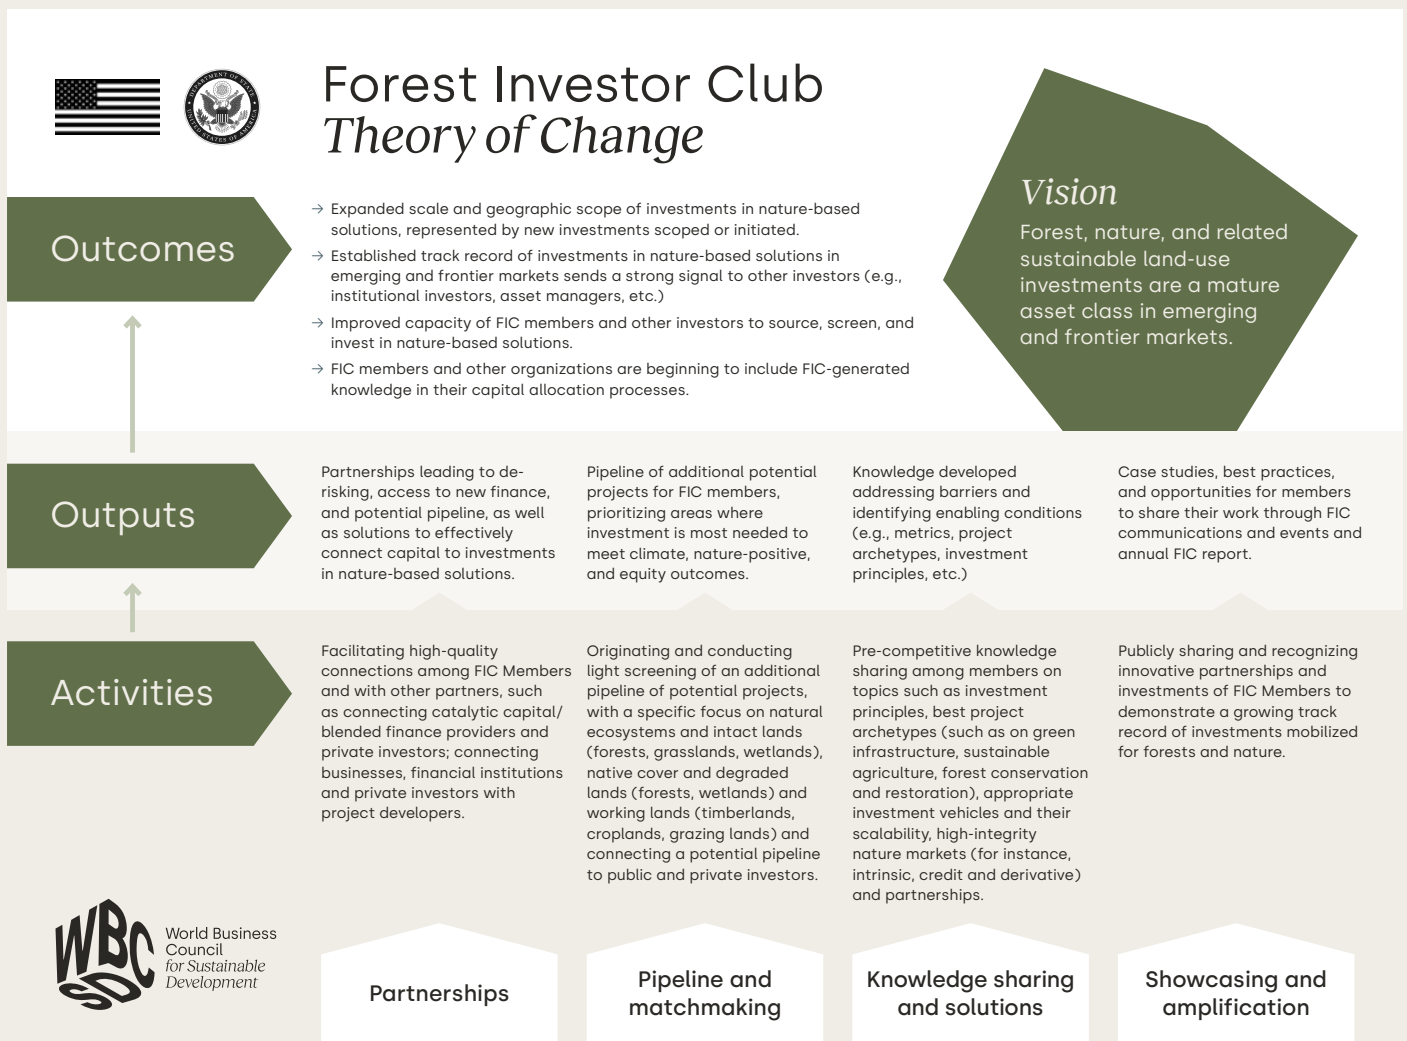 DEPARTMENT OF STATE
UNITED STATES OF AMERICA
Forest Investor Club
Theory of Change
Vision
Forest, nature, and related
sustainable land-use
investments are a mature
asset class in emerging
and frontier markets.
Outcomes
→ Expanded scale and geographic scope of investments in nature-based
solutions, represented by new investments scoped or initiated.
→ Established track record of investments in nature-based solutions in
emerging and frontier markets sends a strong signal to other investors (e.g.,
institutional investors, asset managers, etc.)
→ Improved capacity of FIC members and other investors to source, screen, and
invest in nature-based solutions.
→ FIC members and other organizations are beginning to include FIC-generated
knowledge in their capital allocation processes.
Outputs
Partnerships leading to de-
risking, access to new finance,
and potential pipeline, as well
as solutions to effectively
connect capital to investments
in nature-based solutions.
Pipeline of additional potential
projects for FIC members,
prioritizing areas where
investment is most needed to
meet climate, nature-positive,
and equity outcomes.
Knowledge developed
addressing barriers and
identifying enabling conditions
(e.g., metrics, project
archetypes, investment
principles, etc.)
Case studies, best practices,
and opportunities for members
to share their work through FIC
communications and events and
annual FIC report.
Activities
Facilitating high-quality
connections among FIC Members
and with other partners, such
as connecting catalytic capital/
blended finance providers and
private investors; connecting
businesses, financial institutions
and private investors with
project developers.
Originating and conducting
light screening of an additional
pipeline of potential projects,
with a specific focus on natural
ecosystems and intact lands
(forests, grasslands, wetlands),
native cover and degraded
lands (forests, wetlands) and
working lands (timberlands,
croplands, grazing lands) and
connecting a potential pipeline
to public and private investors.
Pre-competitive knowledge
sharing among members on
topics such as investment
principles, best project
archetypes (such as on green
infrastructure, sustainable
agriculture, forest conservation
and restoration), appropriate
investment vehicles and their
scalability, high-integrity
nature markets (for instance,
intrinsic, credit and derivative)
and partnerships.
Publicly sharing and recognizing
innovative partnerships and
investments of FIC Members to
demonstrate a growing track
record of investments mobilized
for forests and nature.
WBC
SD
World Business
Council
for Sustainable
Development
Partnerships
Pipeline and
matchmaking
Knowledge sharing
and solutions
Showcasing and
amplification